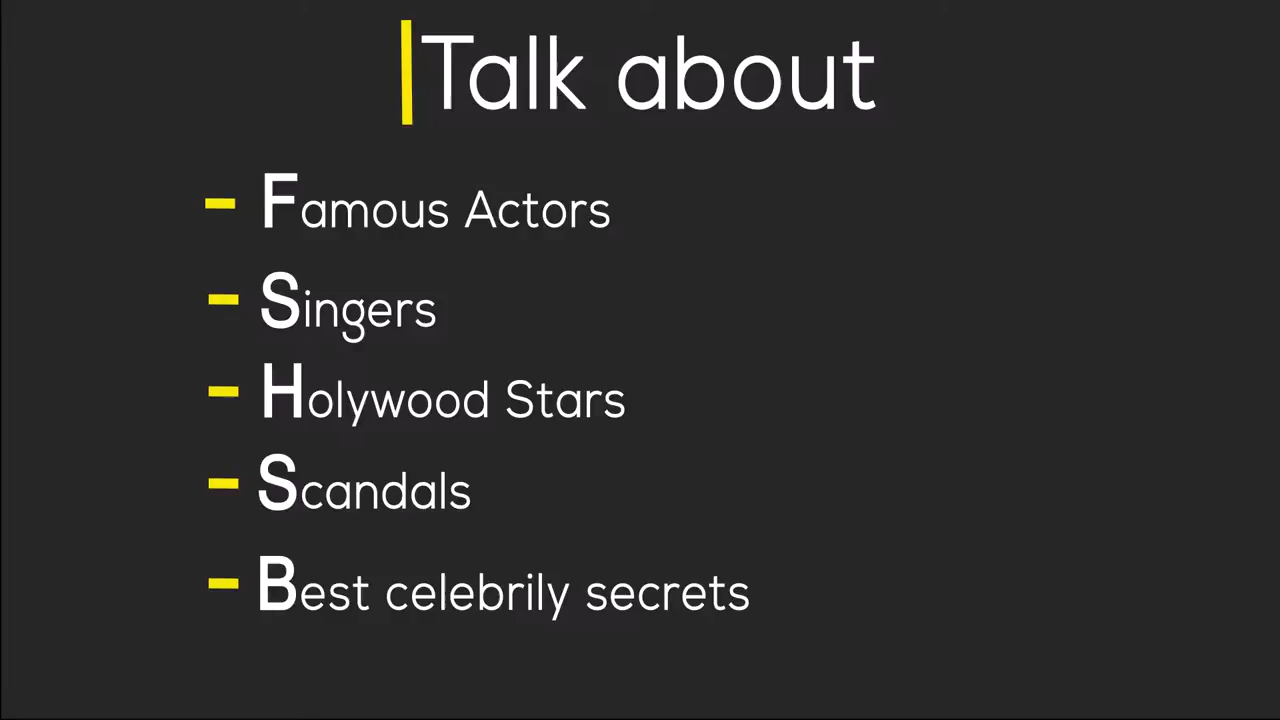 Talk about
- Famous Actors
- Singers
- Holywood Stars
- Scandals
- Best celebrily secrets